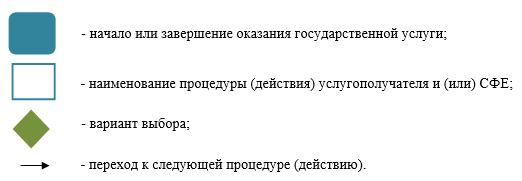 - начало или завершение оказания государственной услуги;
- наименование процедуры (действия) услугополучателя и (или) СФЕ;
- вариант выбора;
- переход к следующей процедуре (действию).